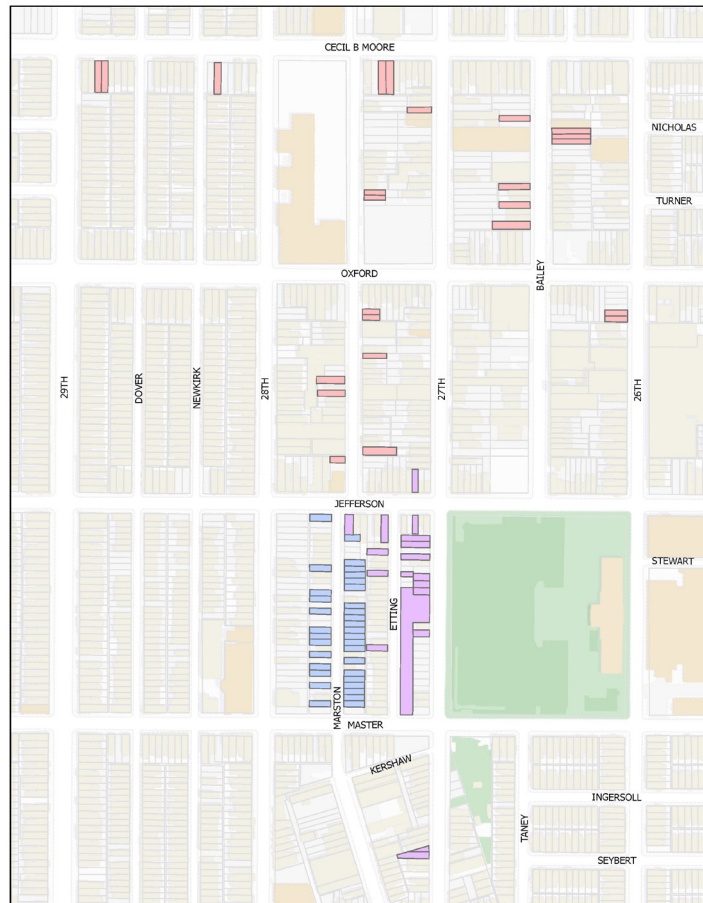 CECIL B MOORE
NICHOLAS
TURNER
OXFORD
BAILEY
29TH
DOVER
NEWKIRK
28TH
27TH
26TH
JEFFERSON
STEWART
ETTING
MARSTON
MASTER
KERSHAW
INGERSOLL
TANEY
SEYBERT